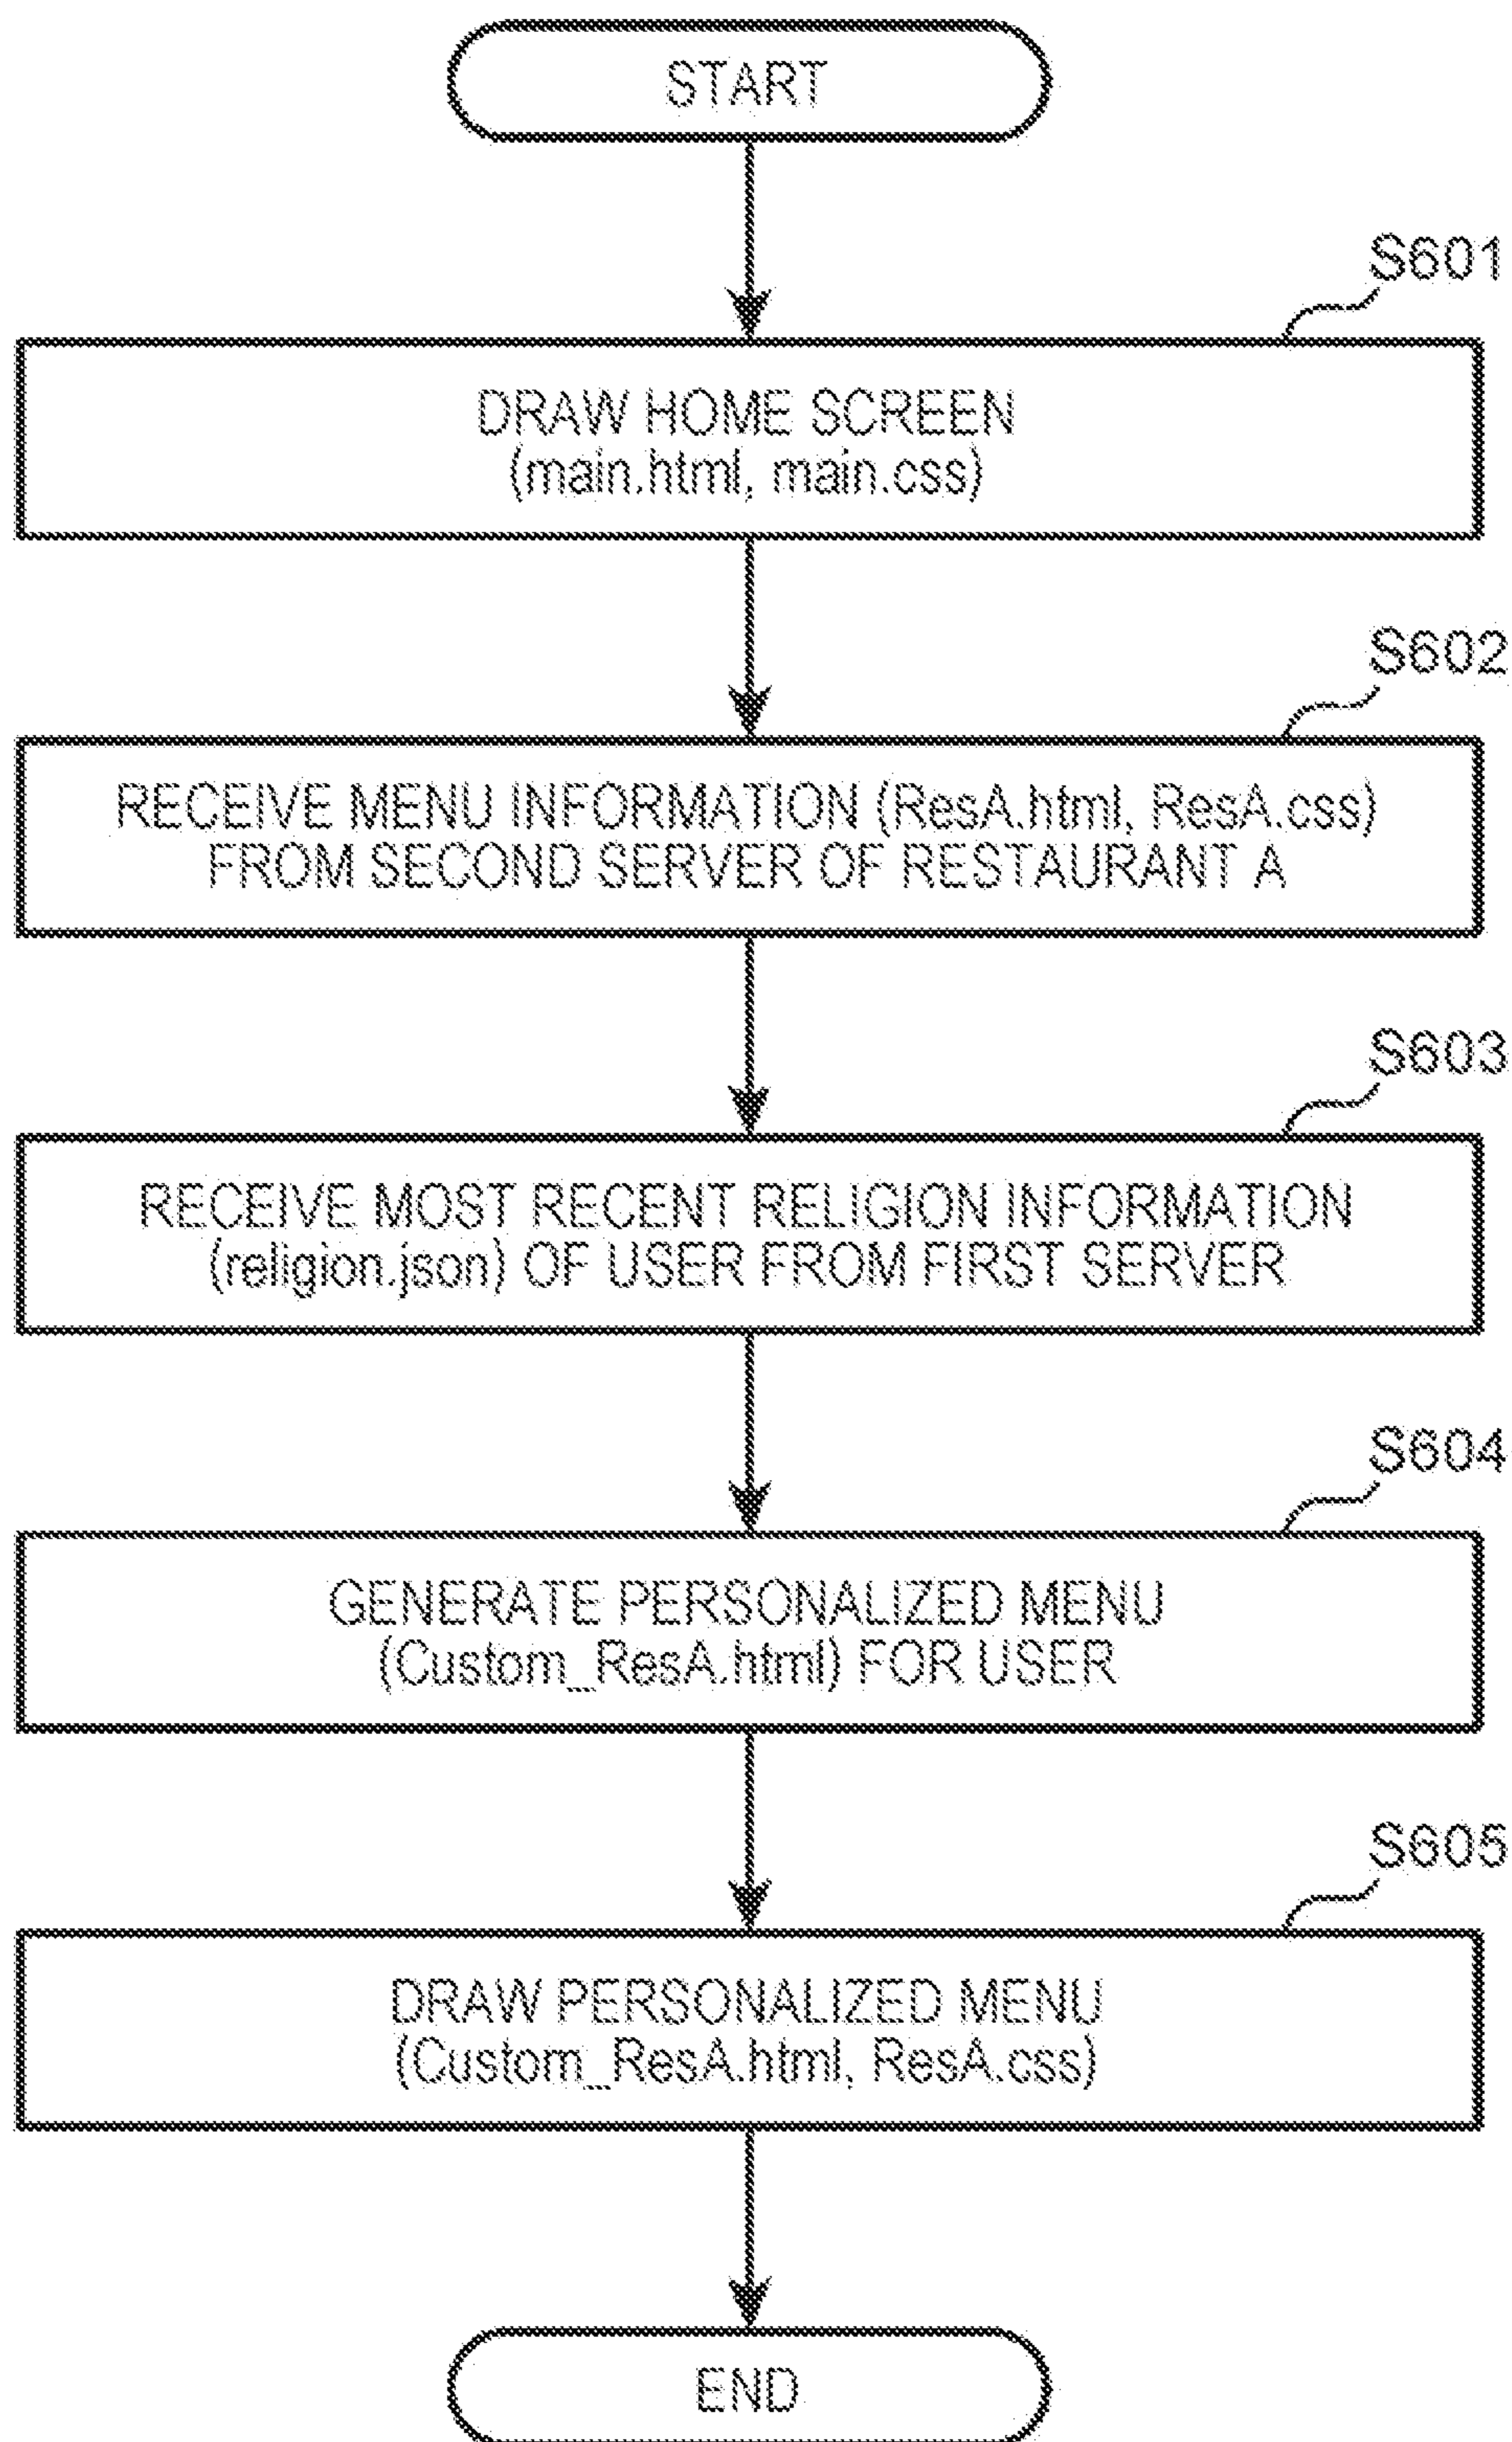 START
S601
DRAW HOME SCREEN
(main.html, main.css)
S602
RECEIVE MENU INFORMATION (ResA.html, ResA.css)
FROM SECOND SERVER OF RESTAURANT A
S603
RECEIVE MOST RECENT RELIGION INFORMATION
(religion.json) OF USER FROM FIRST SERVER
S604
GENERATE PERSONALIZED MENU
(Custom_ResA.html) FOR USER
S605
DRAW PERSONALIZED MENU
(Custom_ResA.html, ResA.css)
END